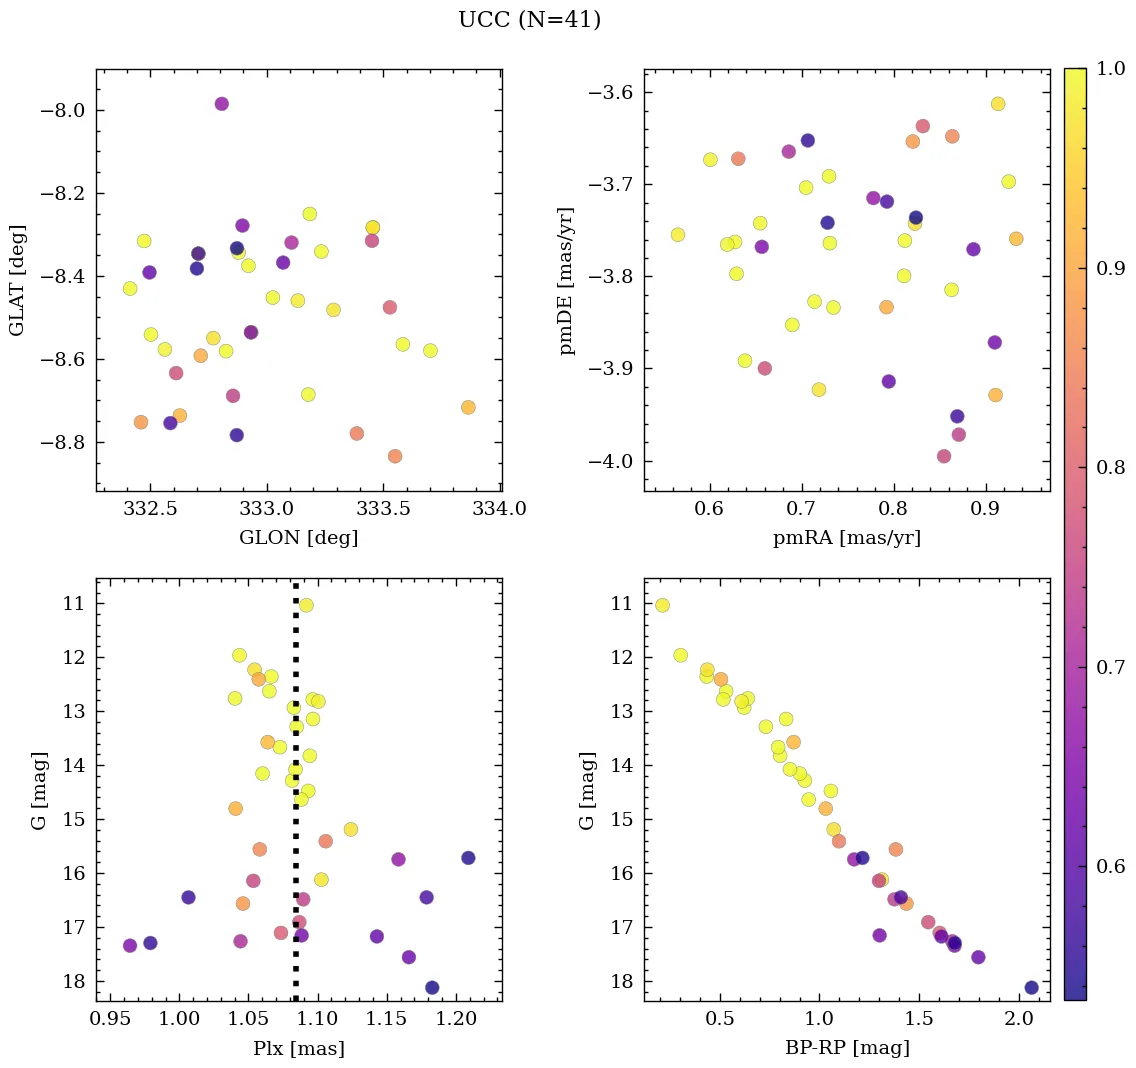 UCC (N=41)
−8.0
−8.2
−8.4
−8.6
−8.8
GLAT [deg]
332.5 333.0 333.5 334.0
GLON [deg]
−3.6
−3.7
−3.8
−3.9
−4.0
pmDE [mas/yr]
0.6 0.7 0.8 0.9
pmRA [mas/yr]
1.0
0.9
0.8
0.7
0.6
11
12
13
14
15
16
17
18
G [mag]
0.95 1.00 1.05 1.10 1.15 1.20
Plx [mas]
11
12
13
14
15
16
17
18
G [mag]
0.5 1.0 1.5 2.0
BP-RP [mag]